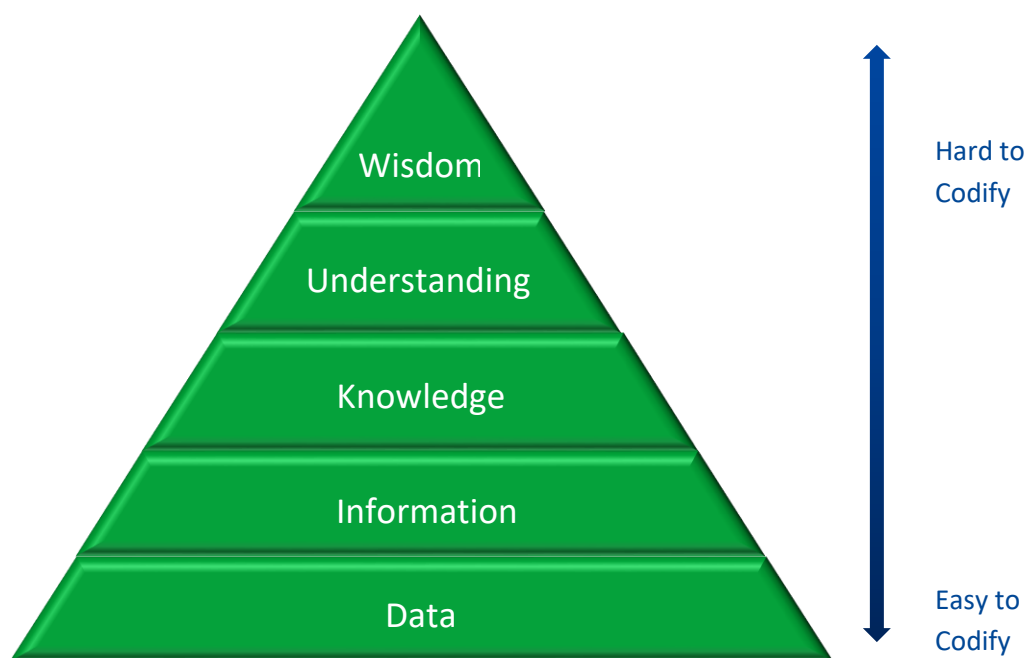 Wisdom
Hard to
Codify
Understanding
Knowledge
Information
Data
Easy to
Codify